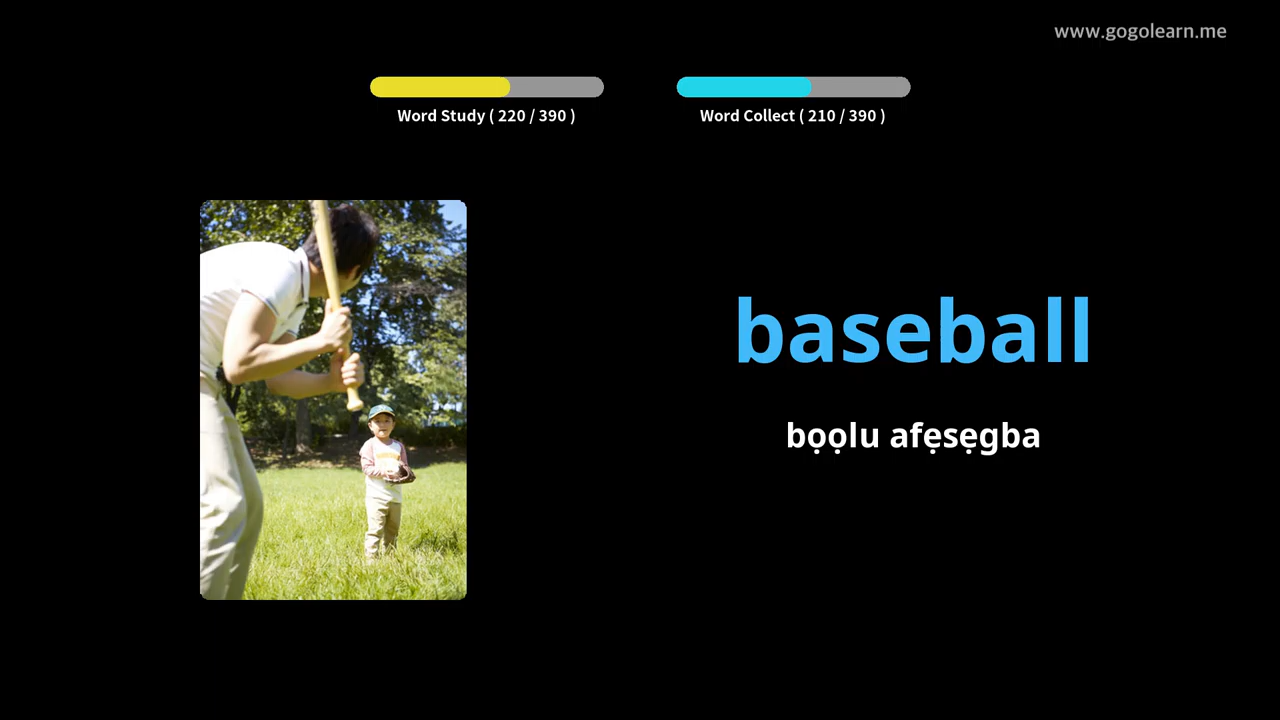 www.gogolearn.me
Word Study ( 220 / 390 )
Word Collect ( 210 / 390 )
baseball
bọọlu afẹsẹgba